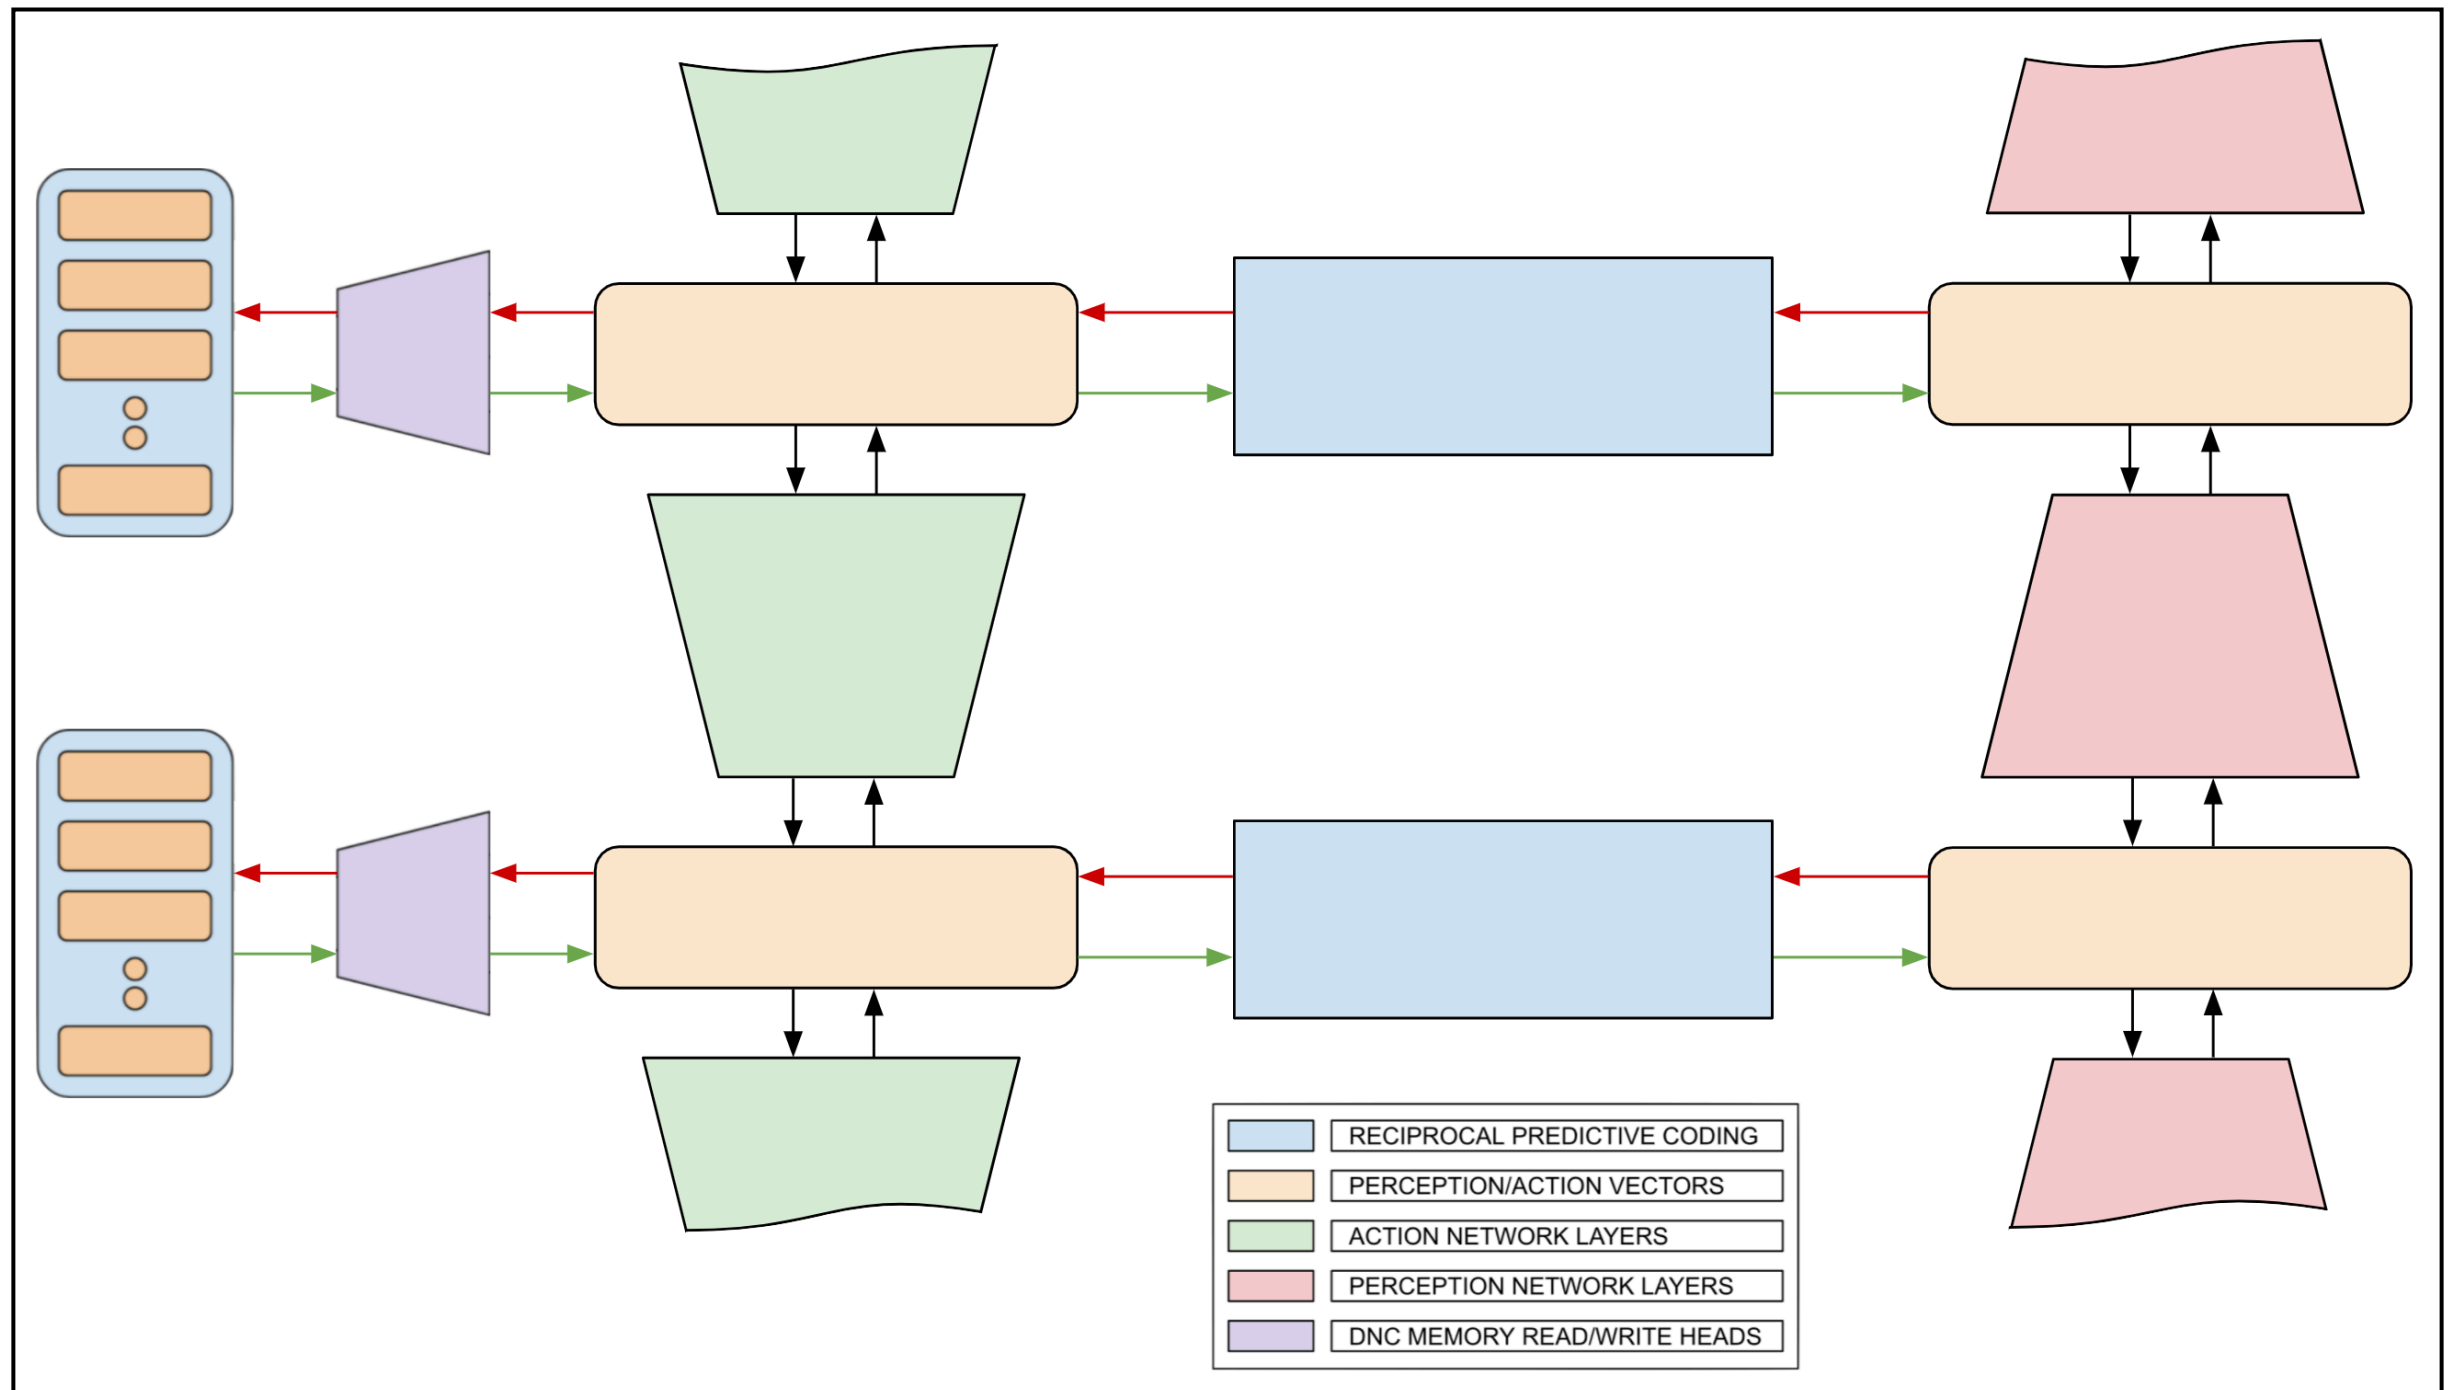 RECIPROCAL PREDICTIVE CODING
PERCEPTION/ACTION VECTORS
ACTION NETWORK LAYERS
PERCEPTION NETWORK LAYERS
DNC MEMORY READ/WRITE HEADS